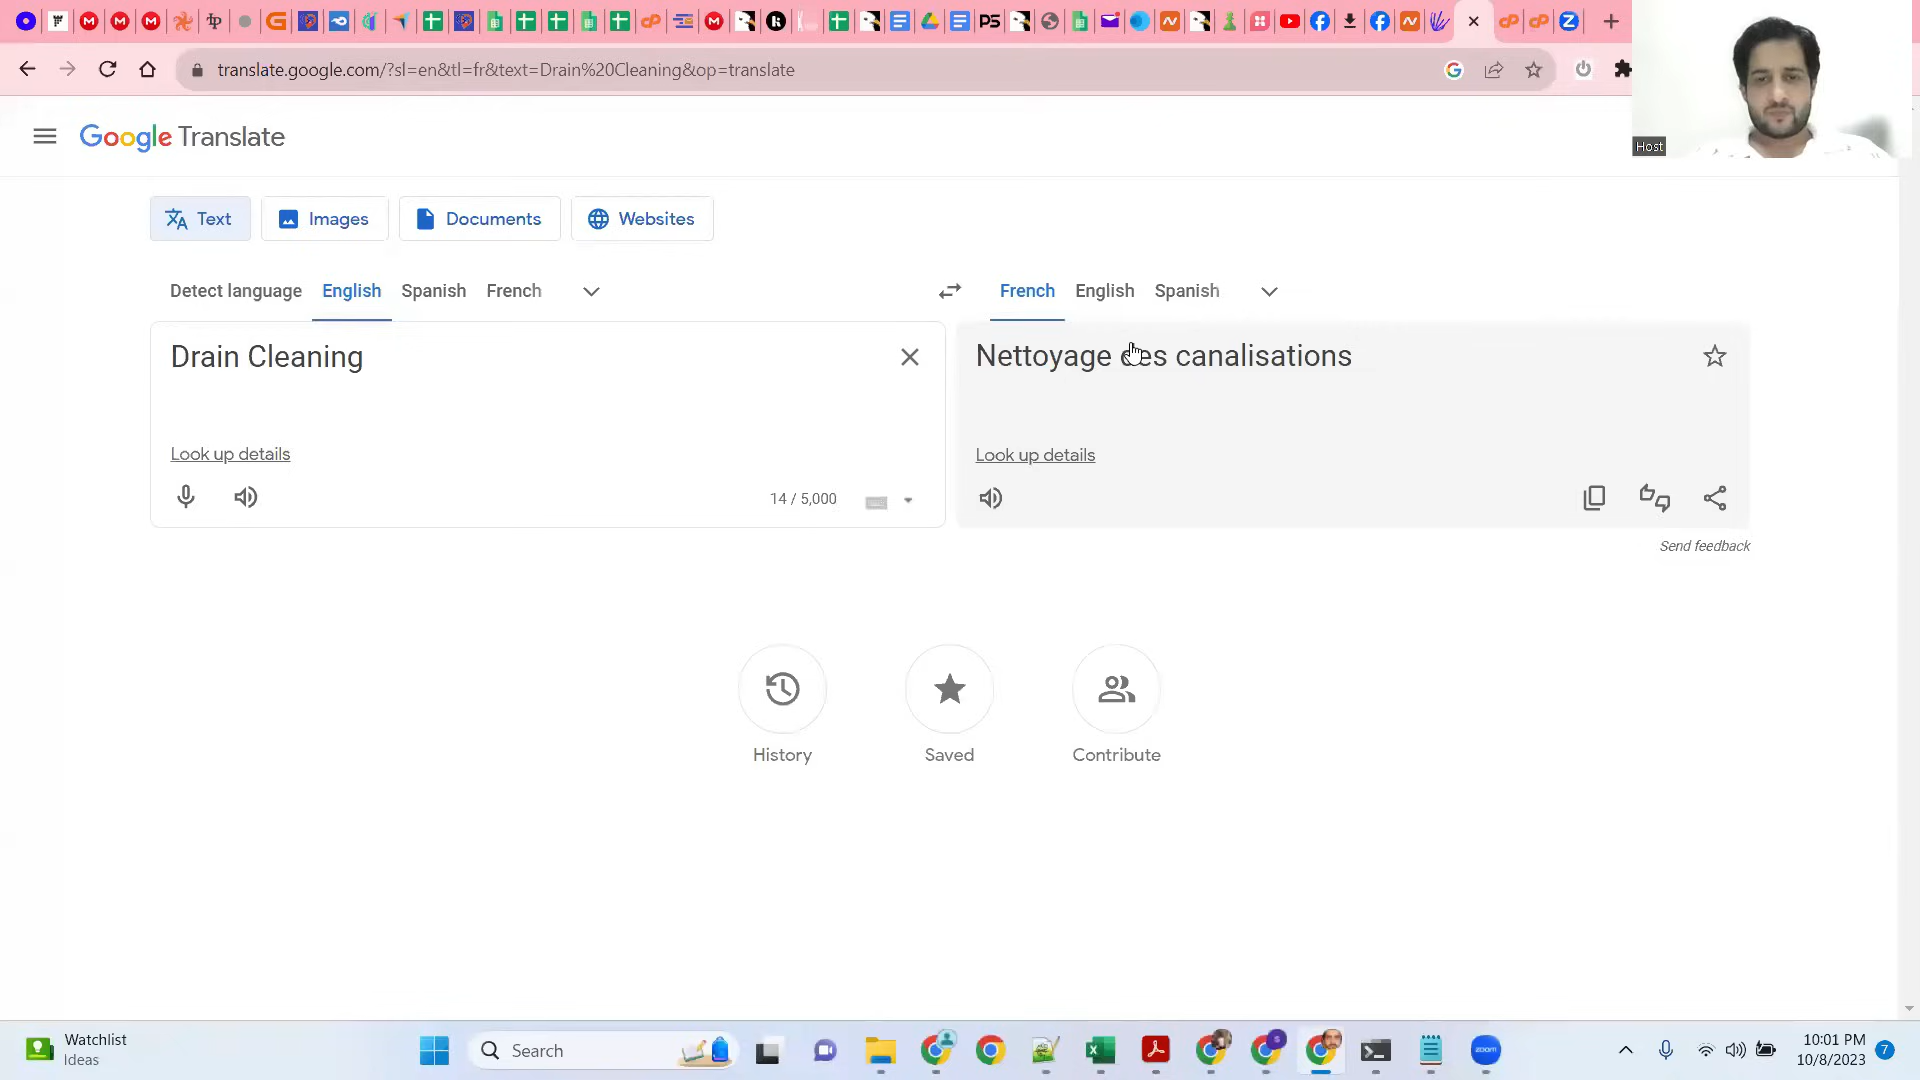 translate.google.com/?sl=en&tl=fr&text=Drain%20Cleaning&op=translate
Google Translate
Host
Text
Images
Documents
Websites
Detect language
English
Spanish
French
French
English
Spanish
Drain Cleaning
Nettoyage des canalisations
Look up details
Look up details
14 / 5,000
Send feedback
History
Saved
Contribute
Watchlist
Ideas
Search
zoom
10:01 PM
10/8/2023
7